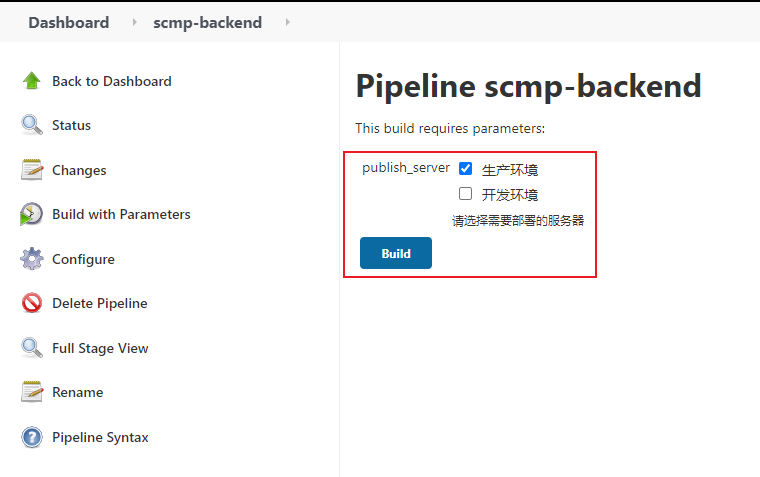 Dashboard scmp-backend
Back to Dashboard
Status
Changes
Build with Parameters
Configure
Delete Pipeline
Full Stage View
Rename
Pipeline Syntax
Pipeline scmp-backend
This build requires parameters:
publish_server 生产环境
开发环境
请选择需要部署的服务器
Build